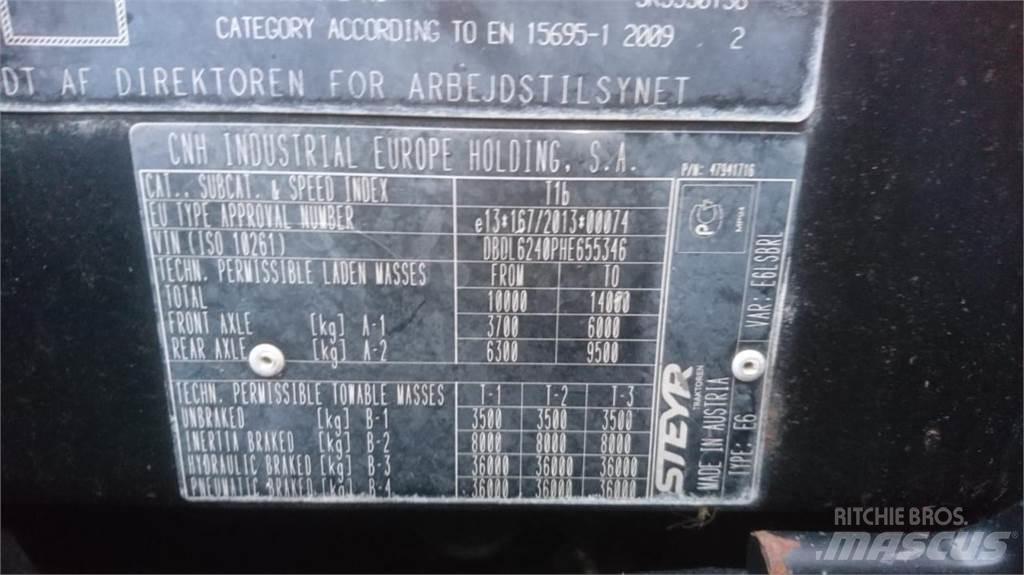 CATEGORY ACCORDING TO EN 15695-1 2009 2
DT AF DIREKTOREN FOR ARBEJDSTILSYNET
CNH INDUSTRIAL EUROPE HOLDING, S.A.
P/N: 47941716
CAT., SUBCAT. & SPEED INDEX T1b
EU TYPE APPROVAL NUMBER e13*167/2013*00074
VIN (ISO 10261) DBDL6240PHE655346
TECHN. PERMISSIBLE LADEN MASSES FROM TO
TOTAL 10000 14000
FRONT AXLE [kg] A-1 3700 6000
REAR AXLE [kg] A-2 6300 9500
TECHN. PERMISSIBLE TOWABLE MASSES T-1 T-2 T-3
UNBRAKED [kg] B-1 3500 3500 3500
INERTIA BRAKED [kg] B-2 8000 8000 8000
HYDRAULIC BRAKED [kg] B-3 36000 36000 36000
PNEUMATIC BRAKED [kg] B-4 36000 36000 36000
STEYR
TRAKTOREN
MADE IN AUSTRIA
TYPE: E6 VAR: E6LSBRL
MP04
RITCHIE BROS.
MASCUS